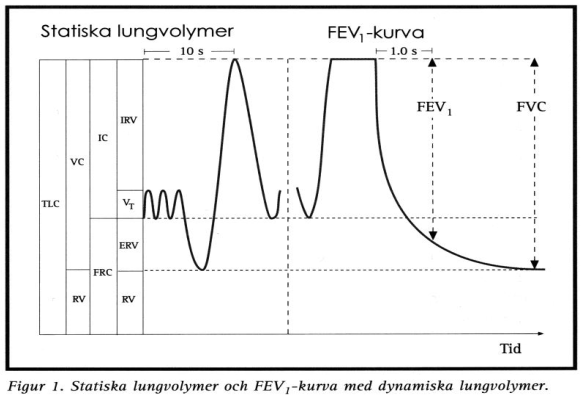 Statiska lungvolymer FEV₁-kurva
10 s 1.0 s
IRV
IC
FEV₁ FVC
VC
TLC Vᴛ
ERV
FRC
RV RV
Tid
Figur 1. Statiska lungvolymer och FEV₁-kurva med dynamiska lungvolymer.